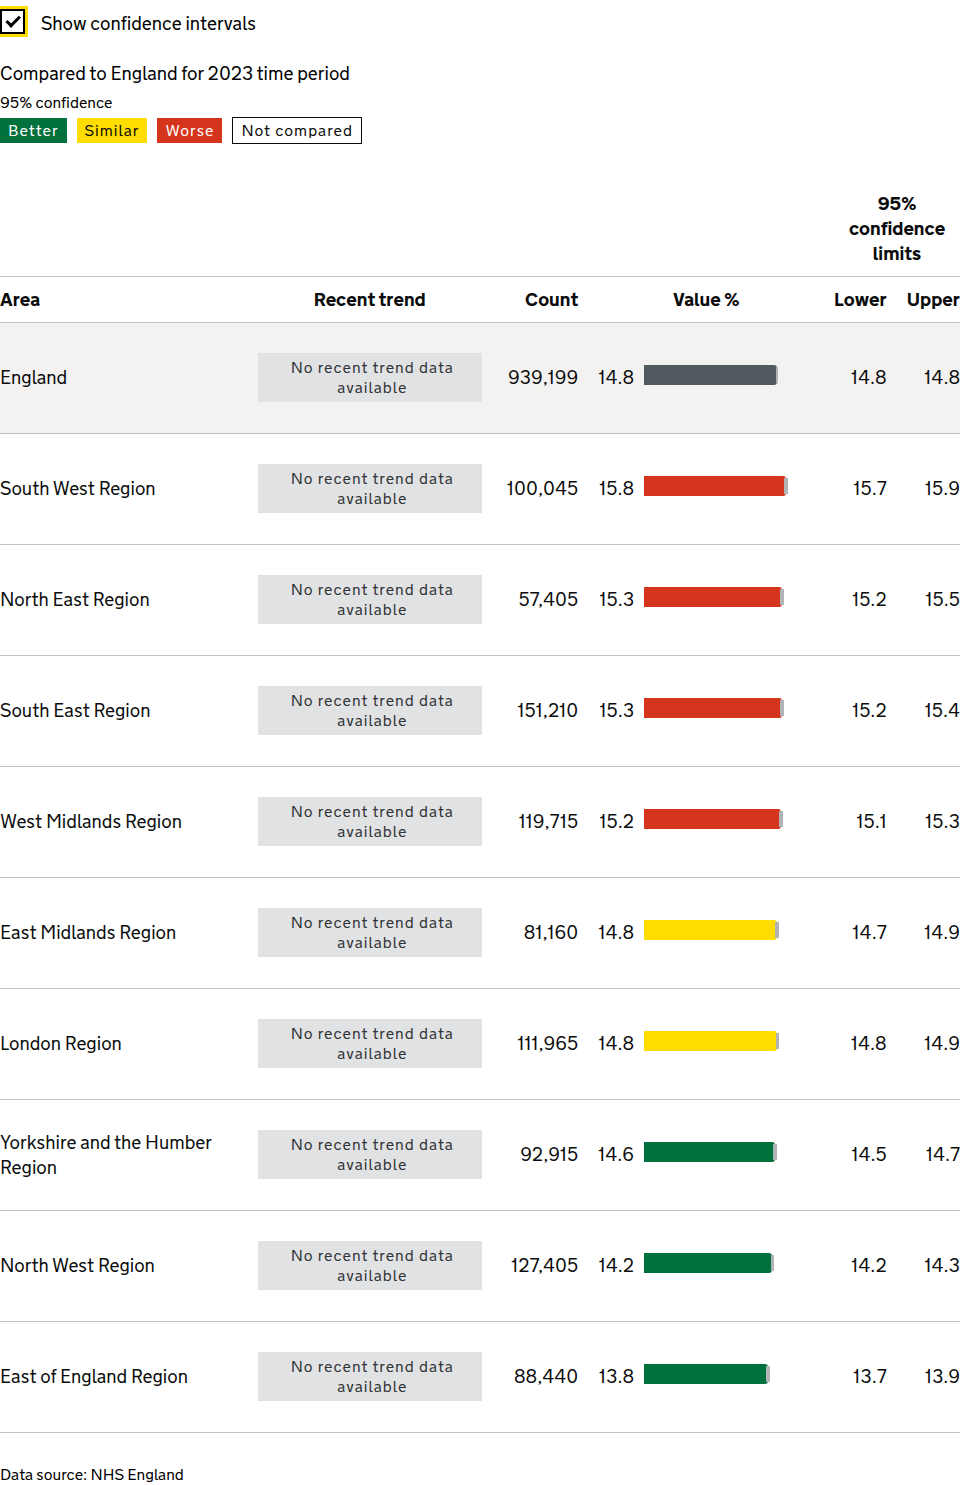 Show confidence intervals
Compared to England for 2023 time period
95% confidence
Better Similar Worse Not compared
95%
confidence
limits
Area Recent trend Count Value % Lower Upper
England No recent trend data available 939,199 14.8 14.8 14.8
South West Region No recent trend data available 100,045 15.8 15.7 15.9
North East Region No recent trend data available 57,405 15.3 15.2 15.5
South East Region No recent trend data available 151,210 15.3 15.2 15.4
West Midlands Region No recent trend data available 119,715 15.2 15.1 15.3
East Midlands Region No recent trend data available 81,160 14.8 14.7 14.9
London Region No recent trend data available 111,965 14.8 14.8 14.9
Yorkshire and the Humber Region No recent trend data available 92,915 14.6 14.5 14.7
North West Region No recent trend data available 127,405 14.2 14.2 14.3
East of England Region No recent trend data available 88,440 13.8 13.7 13.9
Data source: NHS England